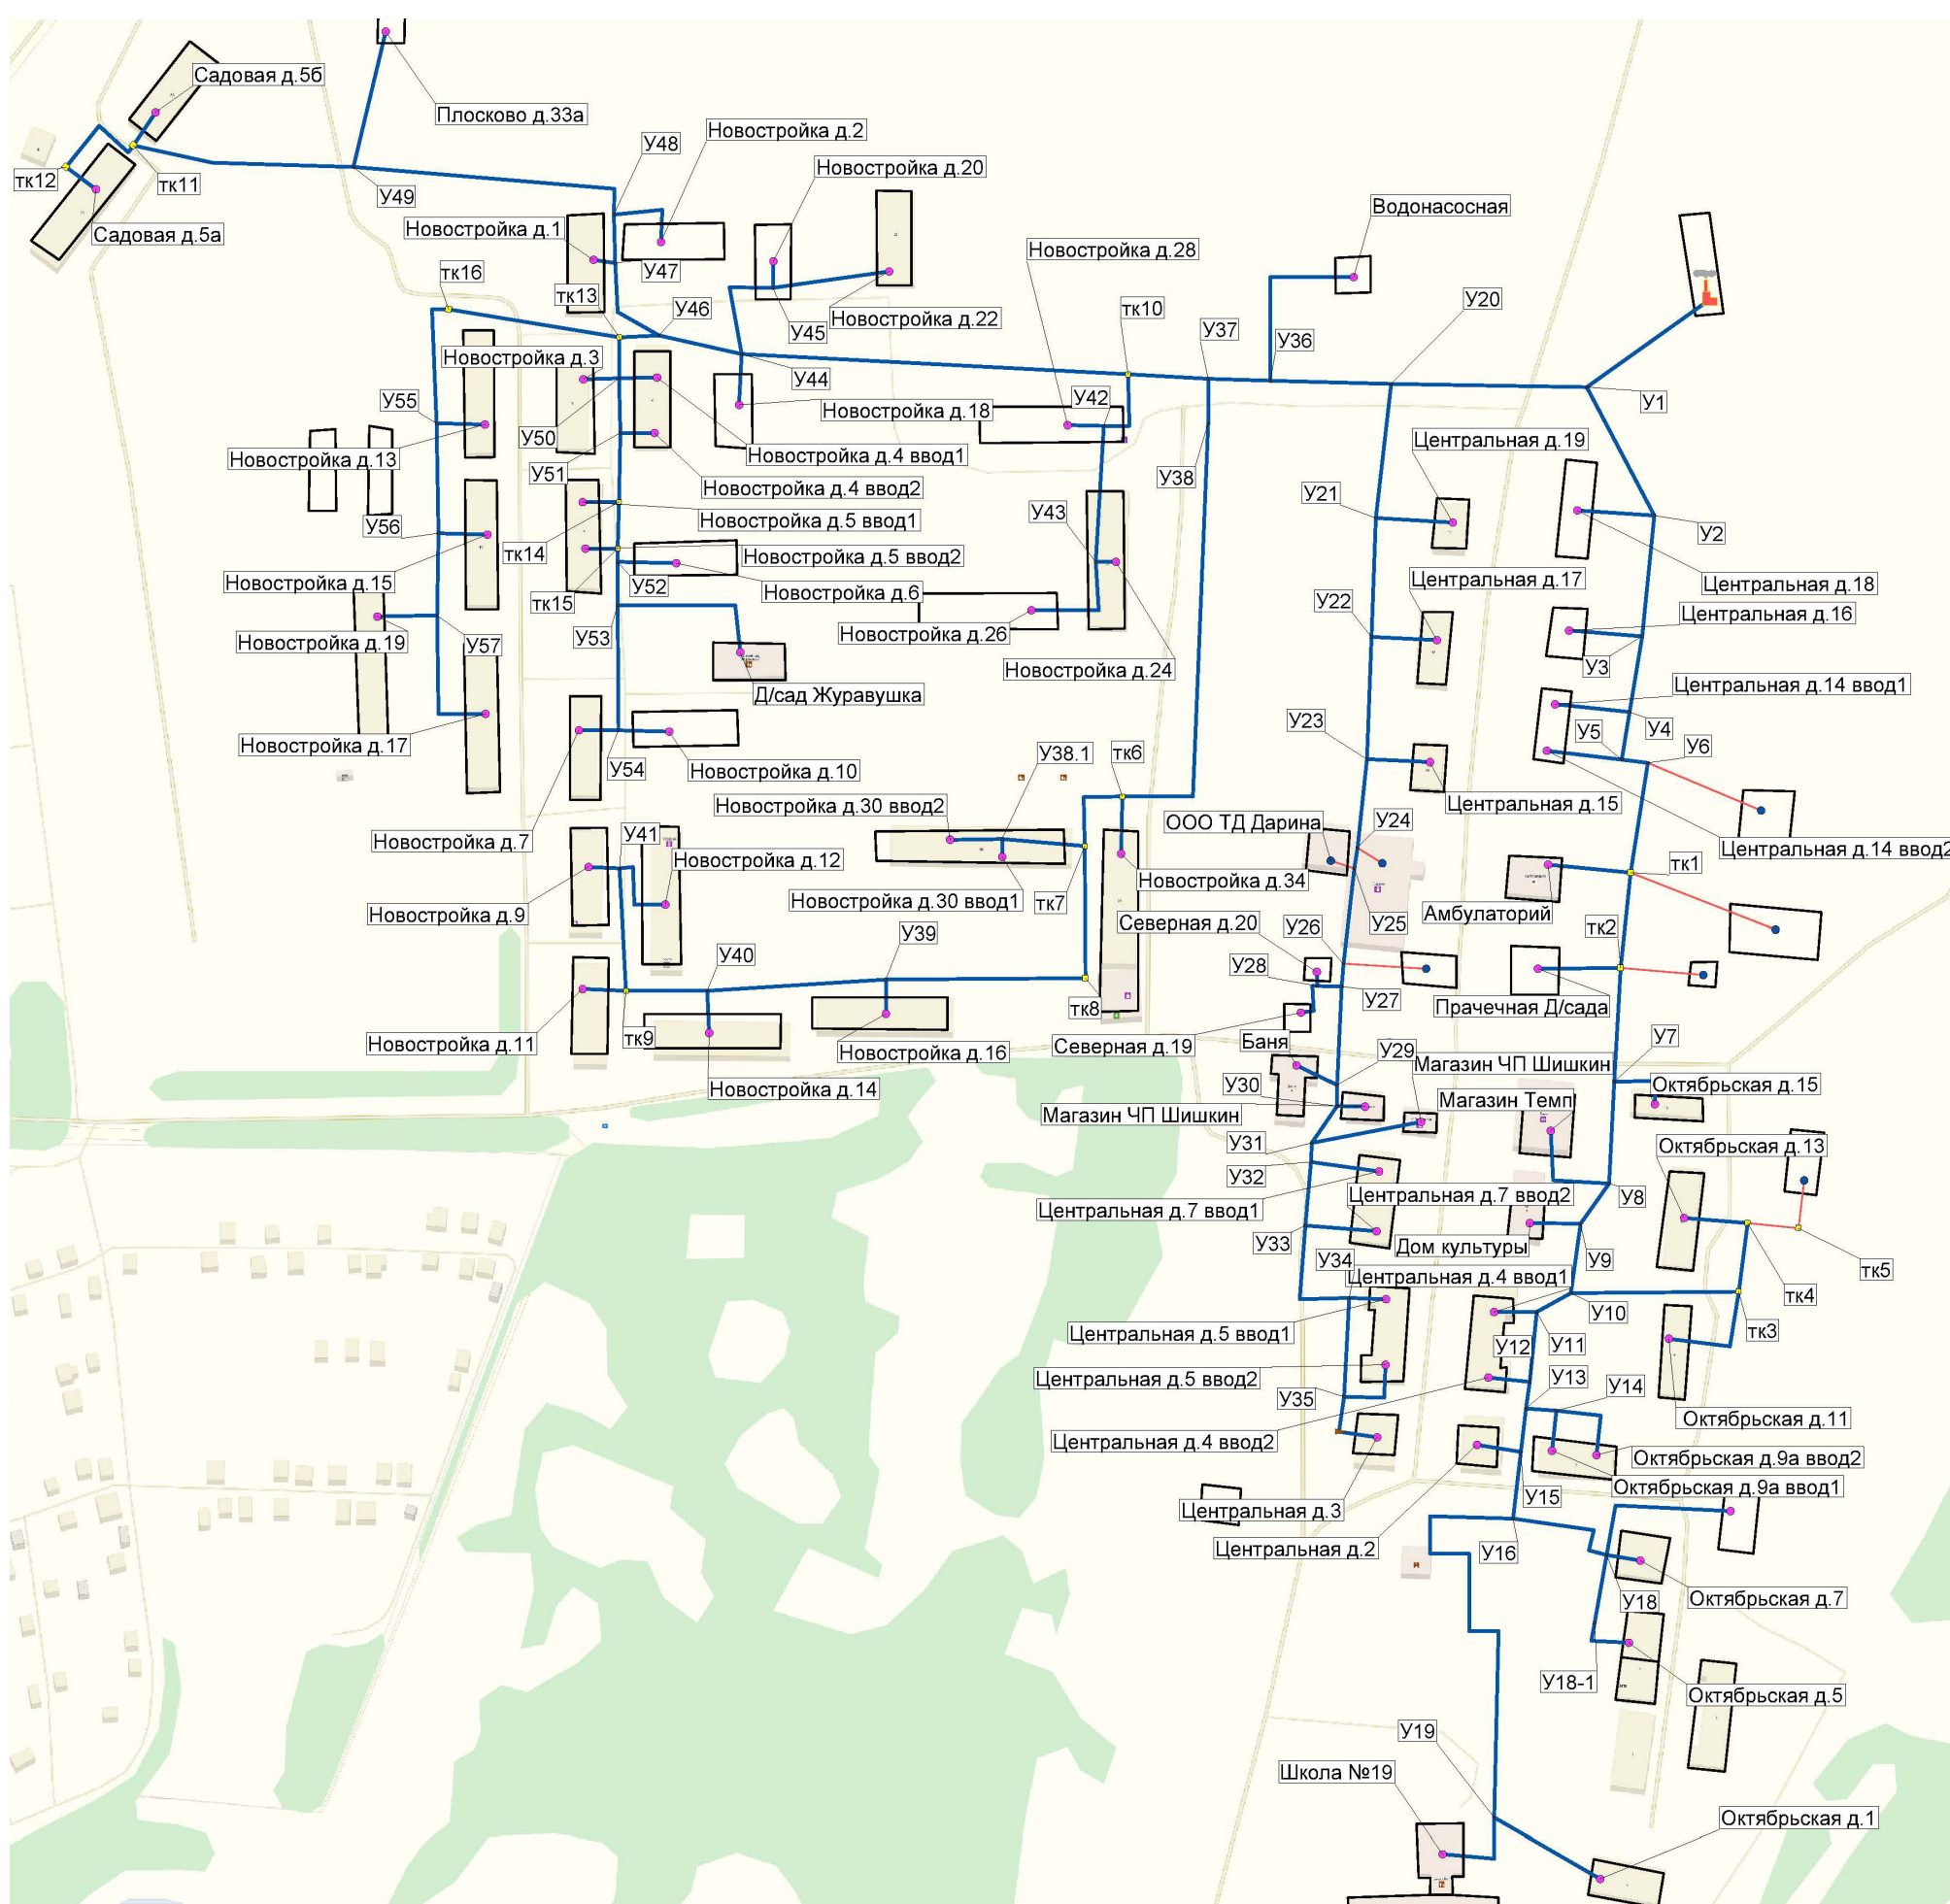 Садовая д.5б
Плосково д.33а
У48
Новостройка д.2
Новостройка д.20
тк12
тк11
У49
Новостройка д.1
Садовая д.5а
Водонасосная
Новостройка д.28
У47
тк16
тк13
У46
У45
Новостройка д.22
тк10
У37
У36
У20
Новостройка д.3
У44
У55
У50
Новостройка д.18
У42
У1
Новостройка д.13
У51
Новостройка д.4 ввод1
Центральная д.19
У38
Новостройка д.4 ввод2
У21
У56
Новостройка д.5 ввод1
У43
У2
тк14
Новостройка д.5 ввод2
Новостройка д.15
У52
Новостройка д.6
Центральная д.17
Центральная д.18
тк15
У22
Центральная д.16
У53
Новостройка д.26
Новостройка д.19
У57
Новостройка д.24
У3
Центральная д.14 ввод1
Д/сад Журавушка
У23
У5
У4
Новостройка д.17
У6
У54
Новостройка д.10
У38.1
тк6
Новостройка д.30 ввод2
Центральная д.15
ООО ТД Дарина
У24
Новостройка д.7
У41
Новостройка д.12
Центральная д.14 ввод2
Новостройка д.34
тк1
Новостройка д.30 ввод1
тк7
Новостройка д.9
Амбулаторий
Северная д.20
У25
У26
тк2
У39
У40
У28
У27
Прачечная Д/сада
тк8
Новостройка д.11
тк9
Новостройка д.16
Северная д.19
Баня
У29
У7
Магазин ЧП Шишкин
Новостройка д.14
У30
Октябрьская д.15
Магазин Темп
Магазин ЧП Шишкин
У31
Октябрьская д.13
У32
Центральная д.7 ввод2
У8
Центральная д.7 ввод1
У33
Дом культуры
У9
У34
Центральная д.4 ввод1
тк5
тк4
У10
тк3
Центральная д.5 ввод1
У12
У11
Центральная д.5 ввод2
У13
У14
У35
Октябрьская д.11
Центральная д.4 ввод2
Октябрьская д.9а ввод2
Октябрьская д.9а ввод1
Центральная д.3
У15
Центральная д.2
У16
У18
Октябрьская д.7
У18-1
Октябрьская д.5
У19
Школа №19
Октябрьская д.1